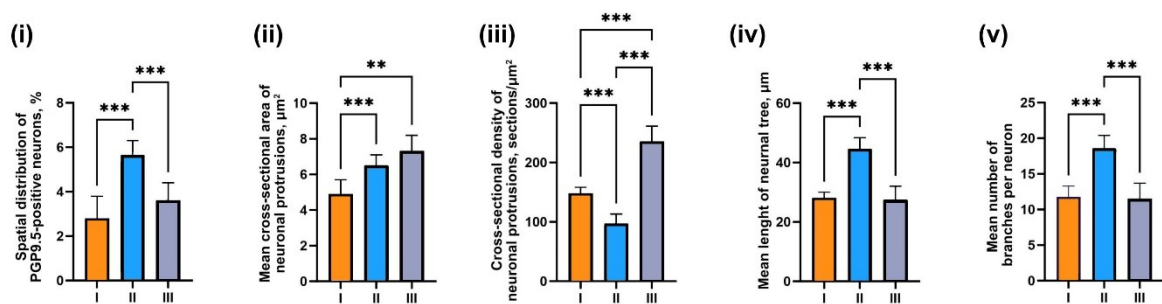 (i)
Spatial distribution of
PGP9.5-positive neurons, %
8
6
4
2
0
***
***
I II III
(ii)
Mean cross-sectional area of
neuronal protrusions, µm²
10
8
6
4
2
0
**
***
I II III
(iii)
Cross-sectional density of
neuronal protrusions, sections/µm²
300
200
100
0
***
***
***
I II III
(iv)
Mean lenght of neurnal tree, µm
60
40
20
0
***
***
I II III
(v)
Mean number of
branches per neuron
25
20
15
10
5
0
***
***
I II III